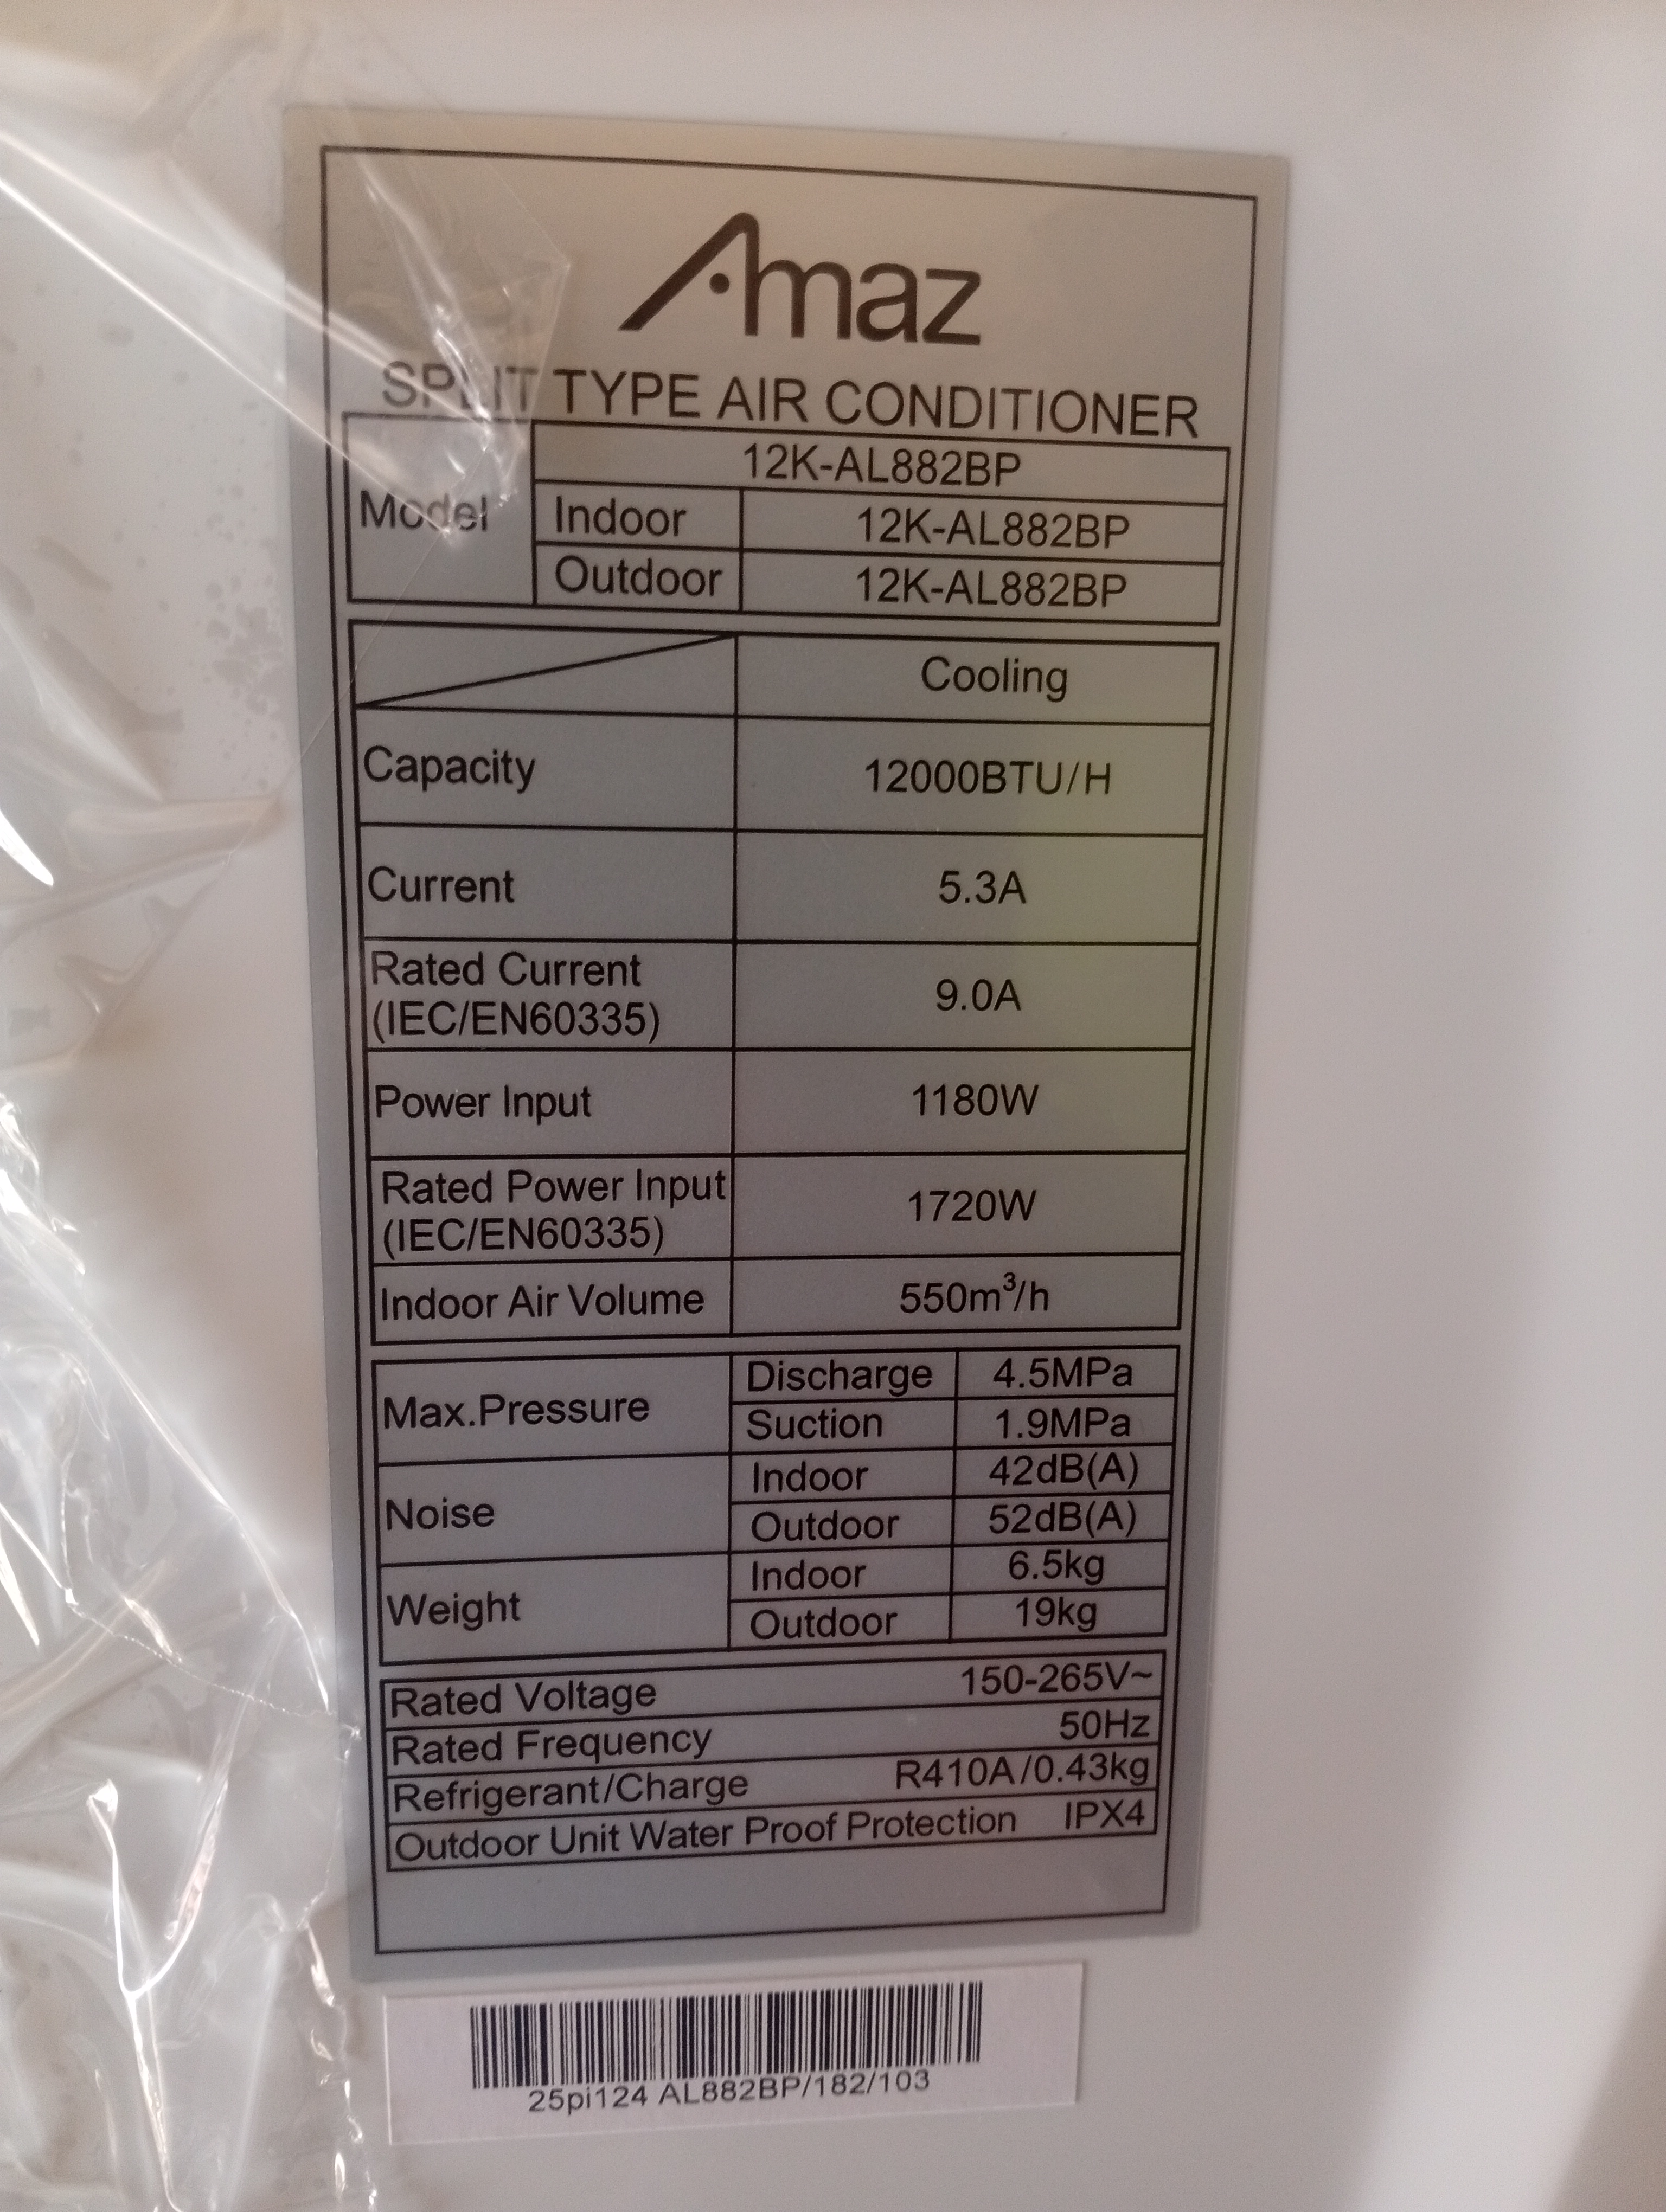 Amaz
SPLIT TYPE AIR CONDITIONER
Model
12K-AL882BP
Indoor 12K-AL882BP
Outdoor 12K-AL882BP
Cooling
Capacity 12000BTU/H
Current 5.3A
Rated Current
(IEC/EN60335) 9.0A
Power Input 1180W
Rated Power Input
(IEC/EN60335) 1720W
Indoor Air Volume 550m³/h
Max.Pressure
Discharge 4.5MPa
Suction 1.9MPa
Noise
Indoor 42dB(A)
Outdoor 52dB(A)
Weight
Indoor 6.5kg
Outdoor 19kg
Rated Voltage 150-265V~
Rated Frequency 50Hz
Refrigerant/Charge R410A/0.43kg
Outdoor Unit Water Proof Protection IPX4
25pi124 AL882BP/182/103